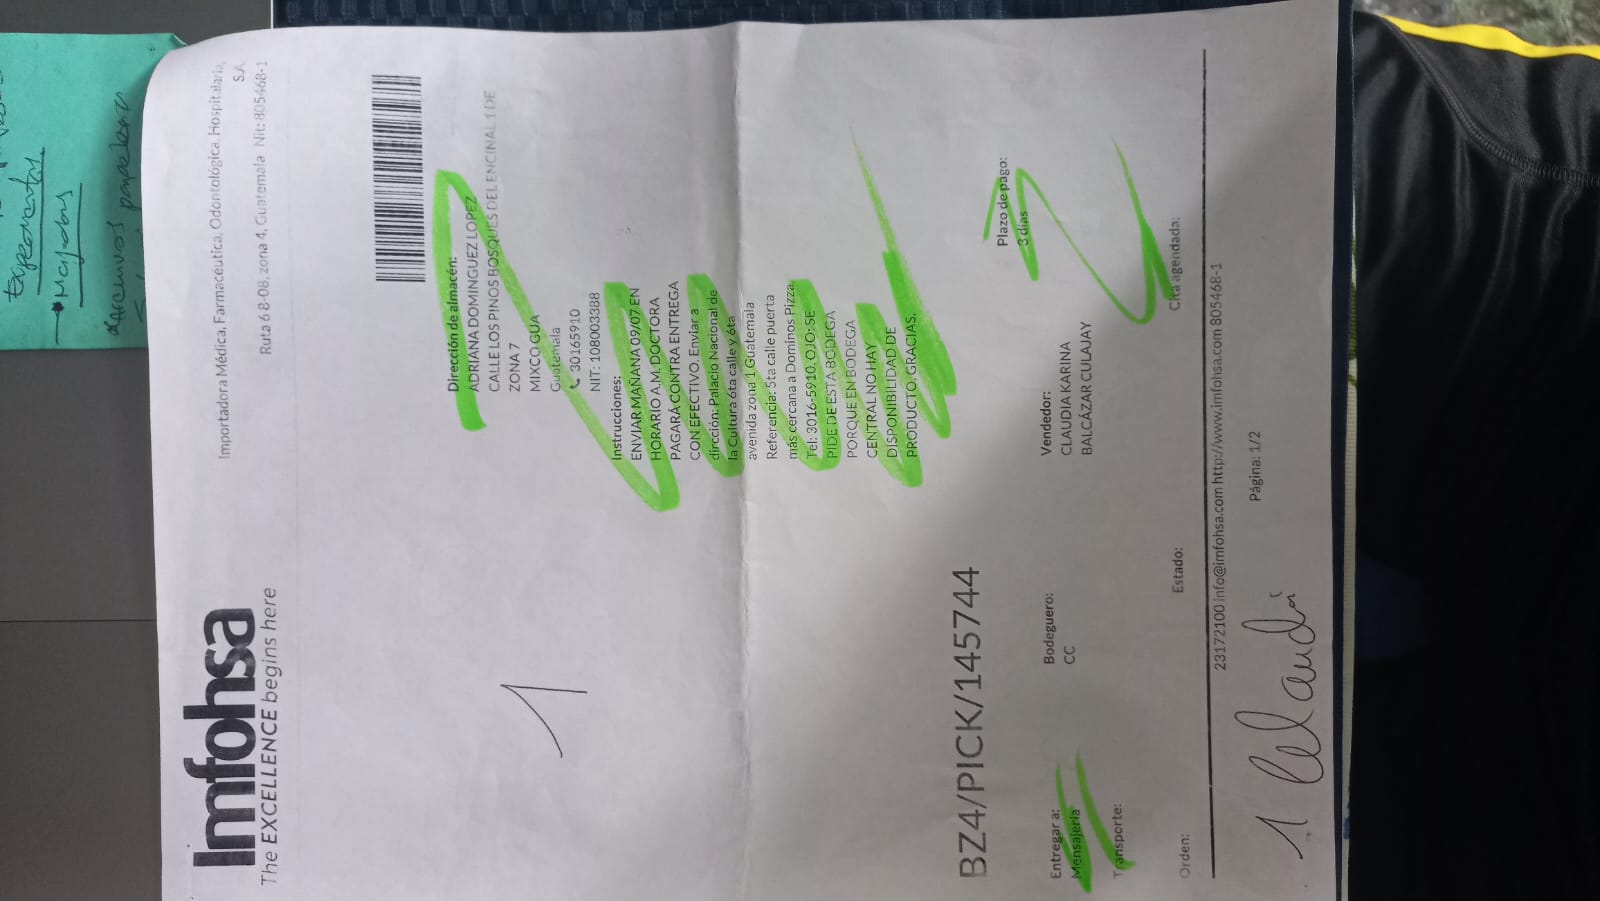 Imfohsa
The EXCELLENCE begins here
Importadora Médica, Farmacéutica, Odontológica, Hospitalaria,
S.A.
Ruta 6 8-08, zona 4, Guatemala Nit: 805468-1
Dirección de almacén:
ADRIANA DOMINGUEZ LOPEZ
CALLE LOS PINOS BOSQUES DEL ENCINAL 1 DE
ZONA 7
MIXCO GUA
Guatemala
30165910
NIT: 108003388
Instrucciones:
ENVIAR MAÑANA 09/07 EN
HORARIO A.M. DOCTORA
PAGARÁ CONTRA ENTREGA
CON EFECTIVO. Enviar a
dircción: Palacio Nacional de
la Cultura 6ta calle y 6ta
avenida zona 1 Guatemala
Referencia: 5ta calle puerta
más cercana a Dominos Pizza.
Tel: 3016-5910. OJO: SE
PIDE DE ESTA BODEGA
PORQUE EN BODEGA
CENTRAL NO HAY
DISPONIBILIDAD DE
PRODUCTO. GRACIAS.
1
BZ4/PICK/145744
Entregar a:
Mensajería
Bodeguero:
CC
Vendedor:
CLAUDIA KARINA
BALCÁZAR CULAJAY
Plazo de pago:
3 días
Transporte:
Orden:
Estado:
Cita agendada:
23172100 info@imfohsa.com http://www.imfohsa.com 805468-1
Página: 1/2
1